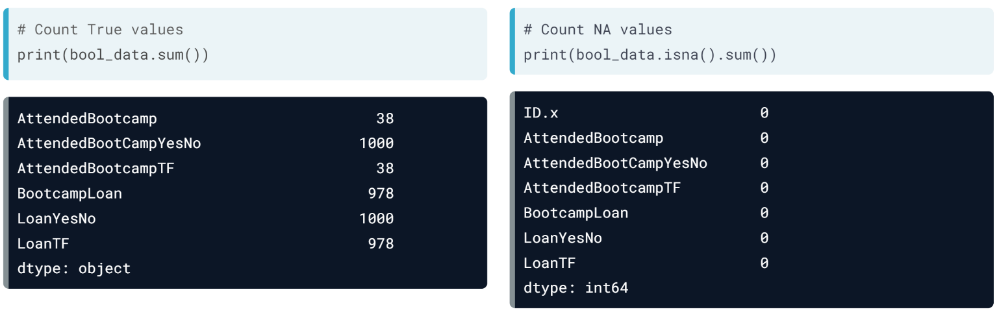 # Count True values
print(bool_data.sum())
AttendedBootcamp 38
AttendedBootCampYesNo 1000
AttendedBootcampTF 38
BootcampLoan 978
LoanYesNo 1000
LoanTF 978
dtype: object
# Count NA values
print(bool_data.isna().sum())
ID.x 0
AttendedBootcamp 0
AttendedBootCampYesNo 0
AttendedBootcampTF 0
BootcampLoan 0
LoanYesNo 0
LoanTF 0
dtype: int64